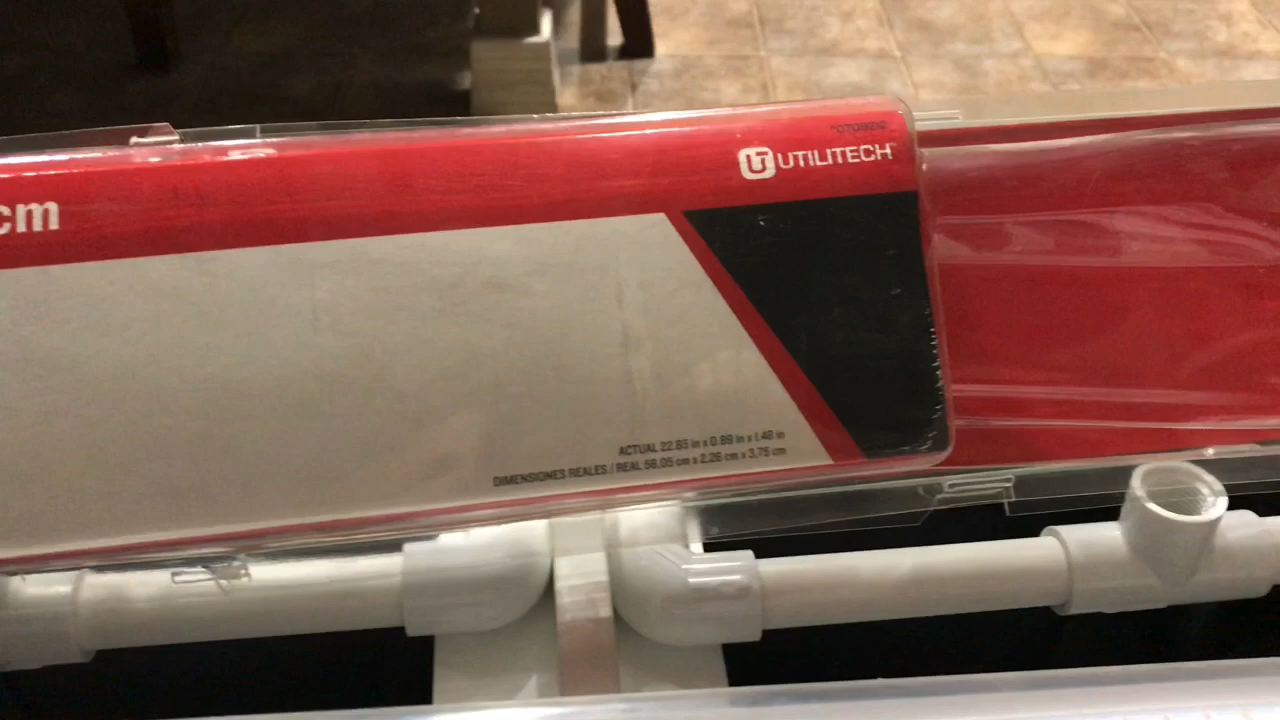 UTILITECH
cm
ACTUAL 22.85 in x 0.89 in x 1.48 in
DIMENSIONES REALES / REAL 58,05 cm x 2,26 cm x 3,75 cm